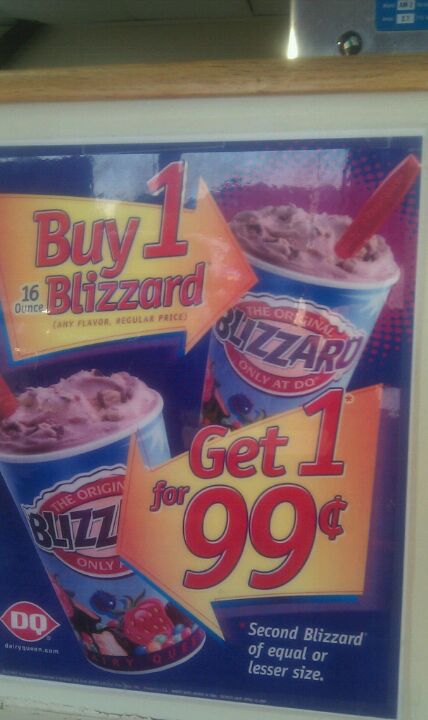 Buy 1
16
Ounce
Blizzard
(ANY FLAVOR, REGULAR PRICE)
THE ORIGINAL
BLIZZARD
ONLY AT DQ
Get 1*
for
99¢
THE ORIGIN
BLIZZ
ONLY
DQ
dairyqueen.com
* Second Blizzard
of equal or
lesser size.